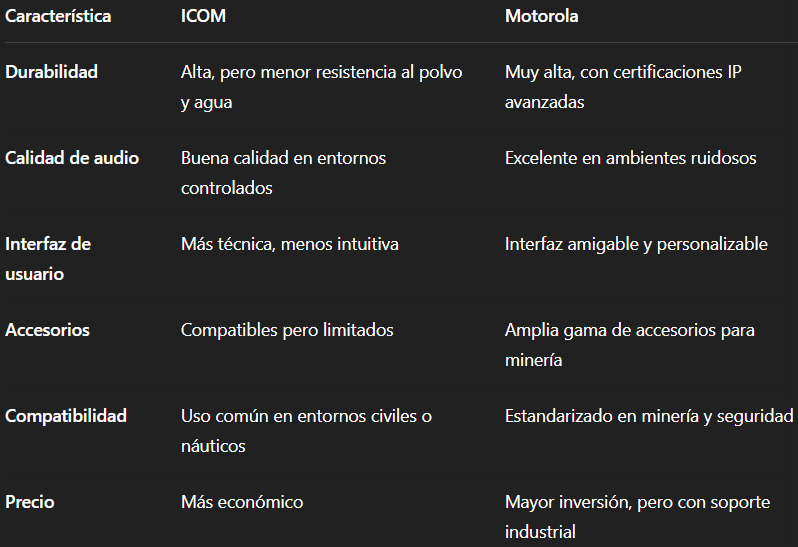 Característica ICOM Motorola
Durabilidad Alta, pero menor resistencia al polvo Muy alta, con certificaciones IP
y agua avanzadas
Calidad de audio Buena calidad en entornos Excelente en ambientes ruidosos
controlados
Interfaz de Más técnica, menos intuitiva Interfaz amigable y personalizable
usuario
Accesorios Compatibles pero limitados Amplia gama de accesorios para
minería
Compatibilidad Uso común en entornos civiles o Estandarizado en minería y seguridad
náuticos
Precio Más económico Mayor inversión, pero con soporte
industrial